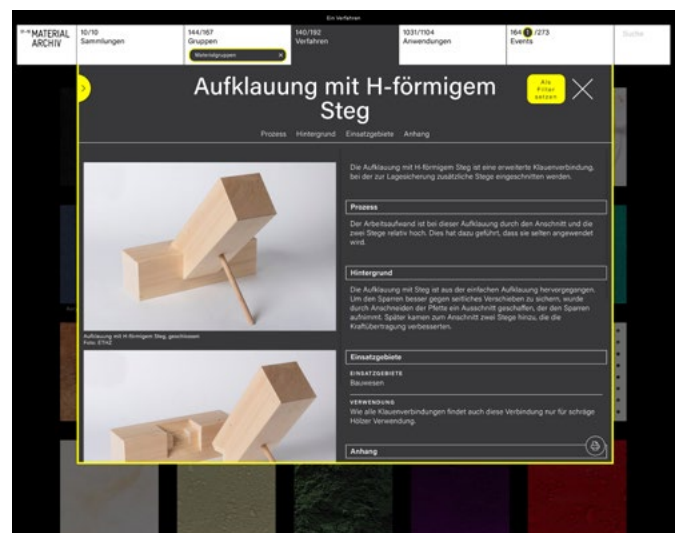 Ein Verfahren
MATERIAL
ARCHIV
10/10
Sammlungen
144/167
Gruppen
Materialgruppen ×
140/192
Verfahren
1031/1104
Anwendungen
164 /273
Events
Suche
Aufklauung mit H-förmigem
Steg
Als
Filter
setzen
Prozess Hintergrund Einsatzgebiete Anhang
Die Aufklauung mit H-förmigem Steg ist eine erweiterte Klauenverbindung,
bei der zur Lagesicherung zusätzliche Stege eingeschnitten werden.
Prozess
Der Arbeitsaufwand ist bei dieser Aufklauung durch den Anschnitt und die
zwei Stege relativ hoch. Dies hat dazu geführt, dass sie selten angewendet
wird.
Hintergrund
Die Aufklauung mit Steg ist aus der einfachen Aufklauung hervorgegangen.
Um den Sparren besser gegen seitliches Verschieben zu sichern, wurde
durch Anschneiden der Pfette ein Ausschnitt geschaffen, der den Sparren
aufnimmt. Später kamen zum Anschnitt zwei Stege hinzu, die die
Kraftübertragung verbesserten.
Aufklauung mit H-förmigem Steg, geschlossen
Foto: ETHZ
Einsatzgebiete
EINSATZGEBIETE
Bauwesen
VERWENDUNG
Wie alle Klauenverbindungen findet auch diese Verbindung nur für schräge
Hölzer Verwendung.
Anhang